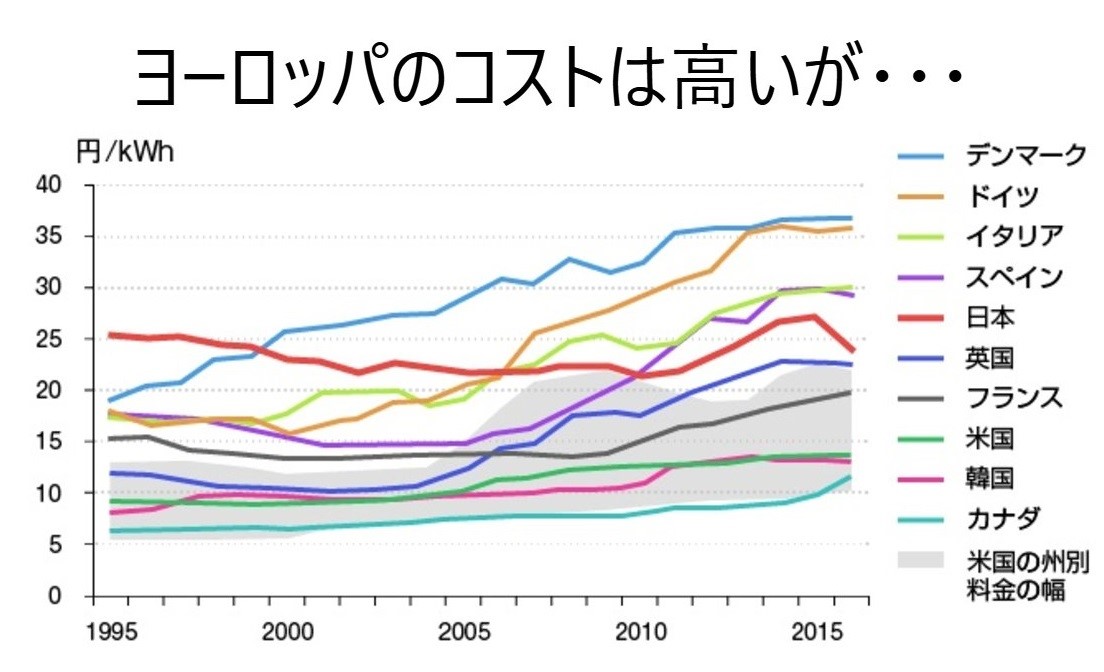 ヨーロッパのコストは高いが・・・
円/kWh
40
35
30
25
20
15
10
5
0
1995
2000
2005
2010
2015
デンマーク
ドイツ
イタリア
スペイン
日本
英国
フランス
米国
韓国
カナダ
米国の州別
料金の幅